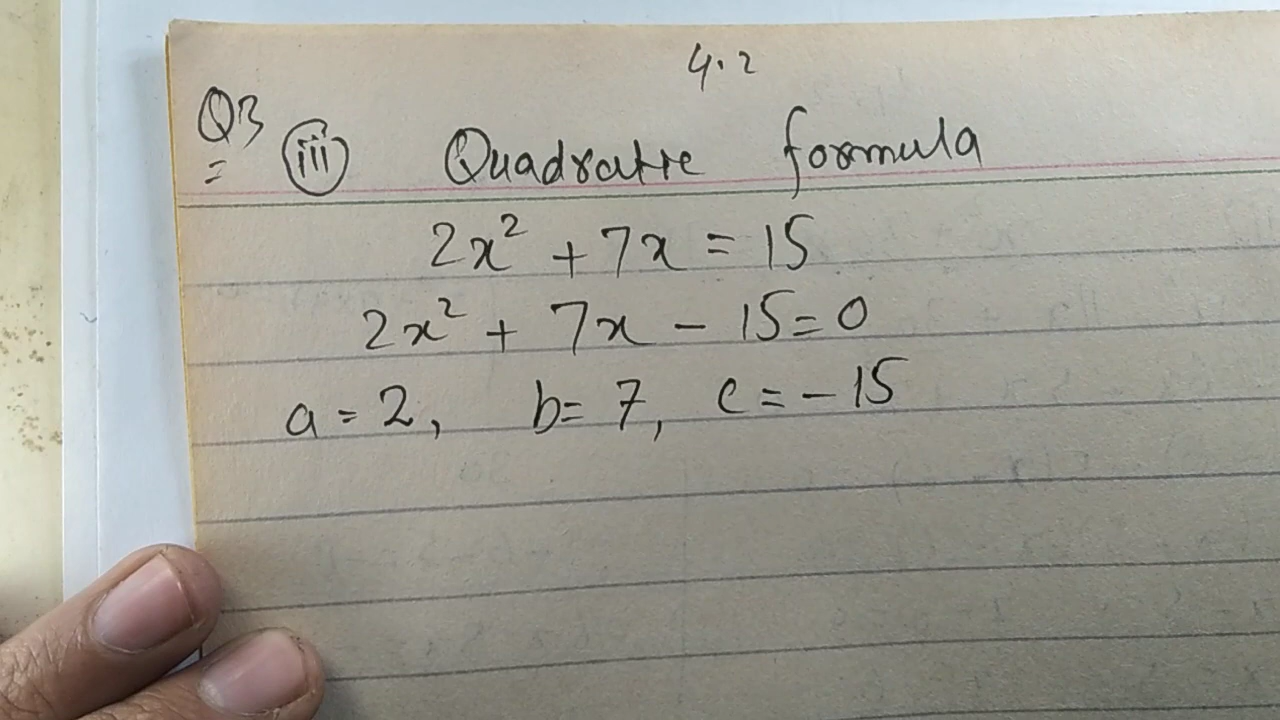 4.2
Q3 (iii) Quadratic formula
2x² + 7x = 15
2x² + 7x - 15 = 0
a = 2, b = 7, c = - 15